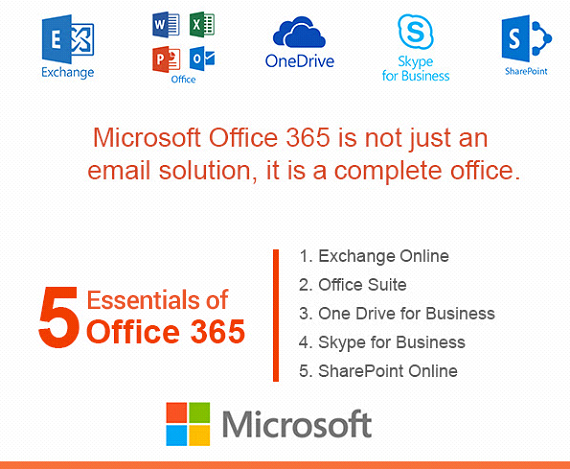 Exchange
Office
OneDrive
Skype
for Business
SharePoint
Microsoft Office 365 is not just an
email solution, it is a complete office.
5 Essentials of
Office 365
1. Exchange Online
2. Office Suite
3. One Drive for Business
4. Skype for Business
5. SharePoint Online
Microsoft